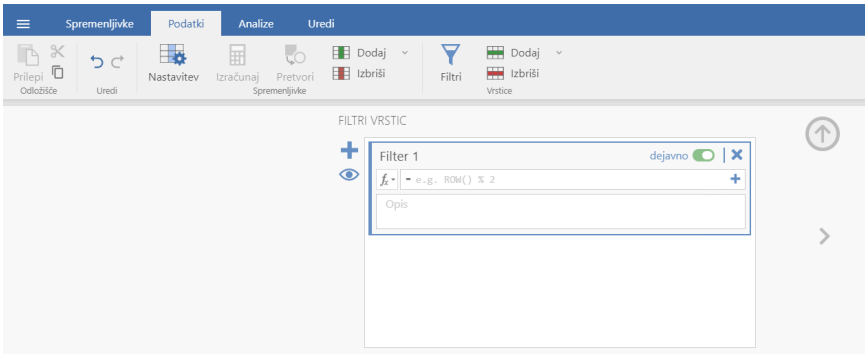 Spremenljivke Podatki Analize Uredi
Prilepi
Odložišče
Uredi
Nastavitev Izračunaj Pretvori
Dodaj
Izbriši
Spremenljivke
Filtri
Dodaj
Izbriši
Vrstice
FILTRI VRSTIC
Filter 1 dejavno
fx = e.g. ROW() % 2
Opis